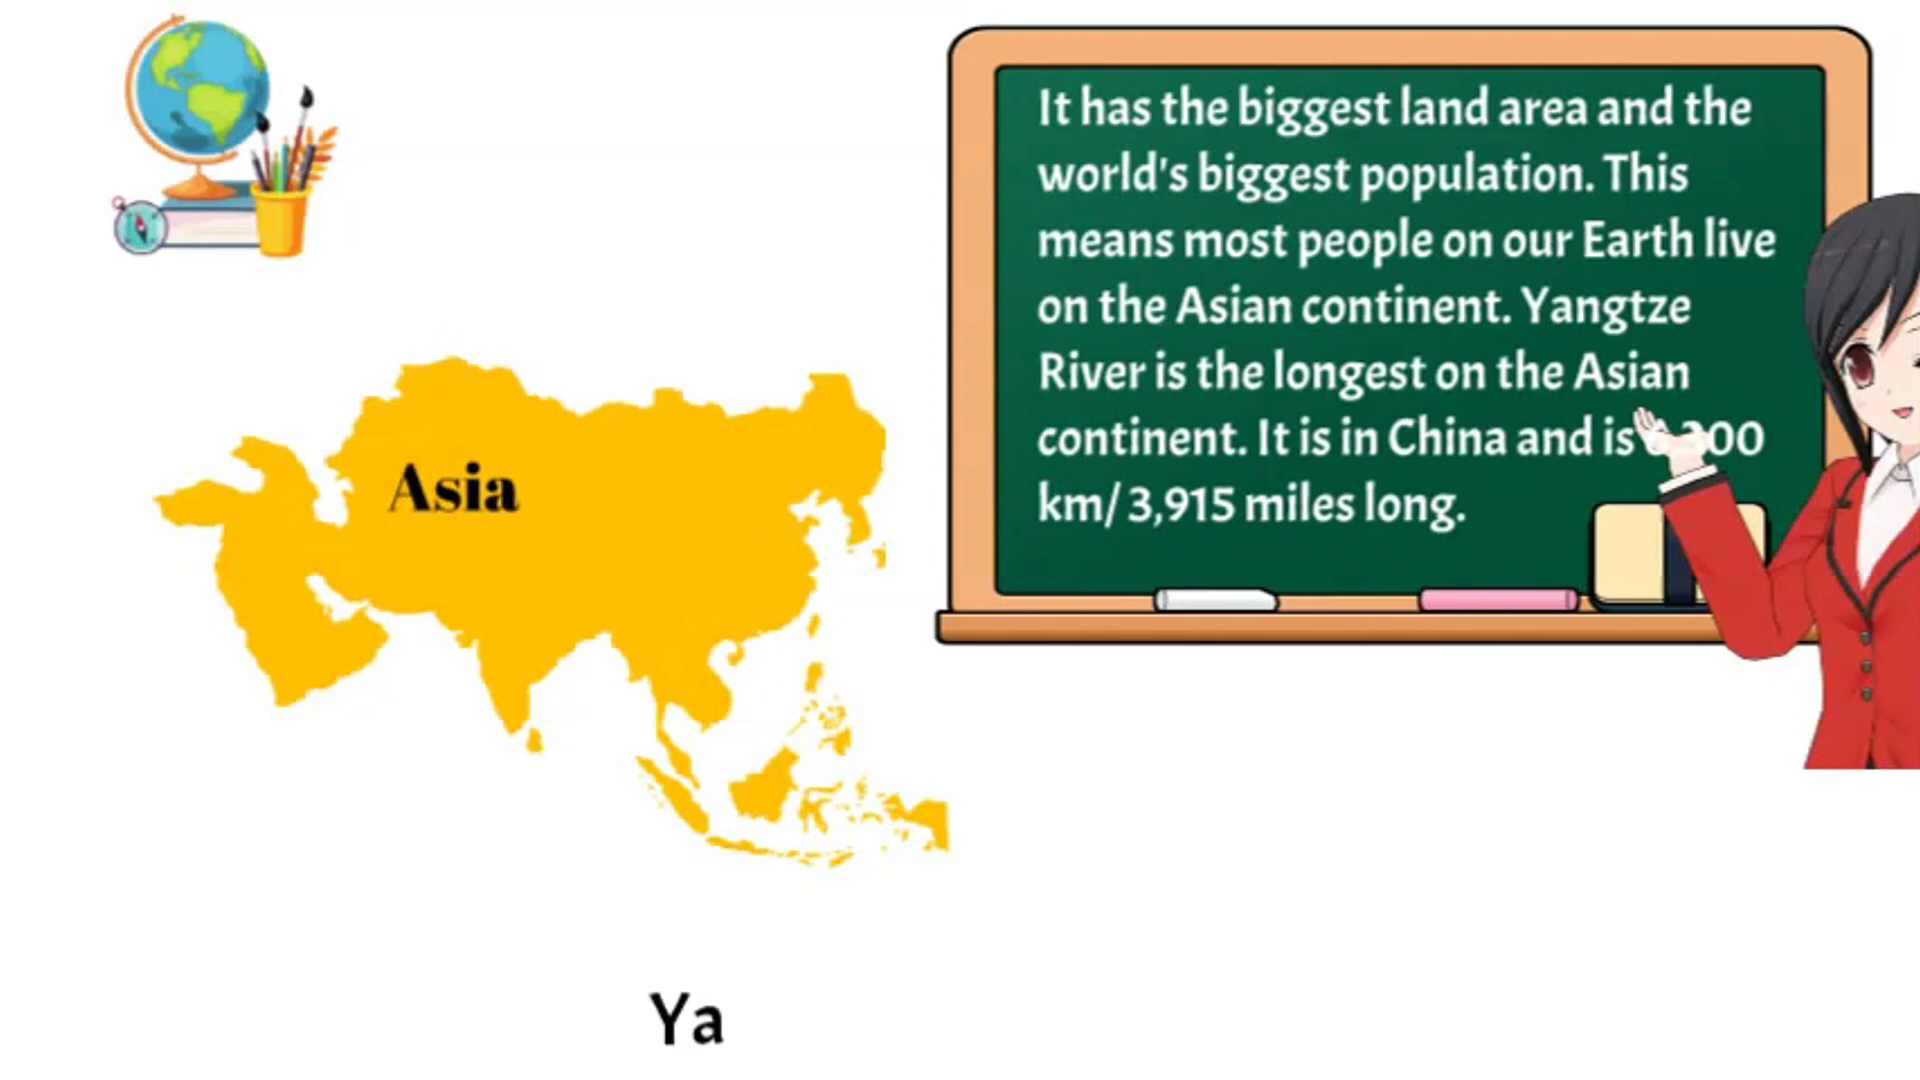 It has the biggest land area and the
world's biggest population. This
means most people on our Earth live
on the Asian continent. Yangtze
River is the longest on the Asian
continent. It is in China and is
km/ 3,915 miles long.
Asia
Ya